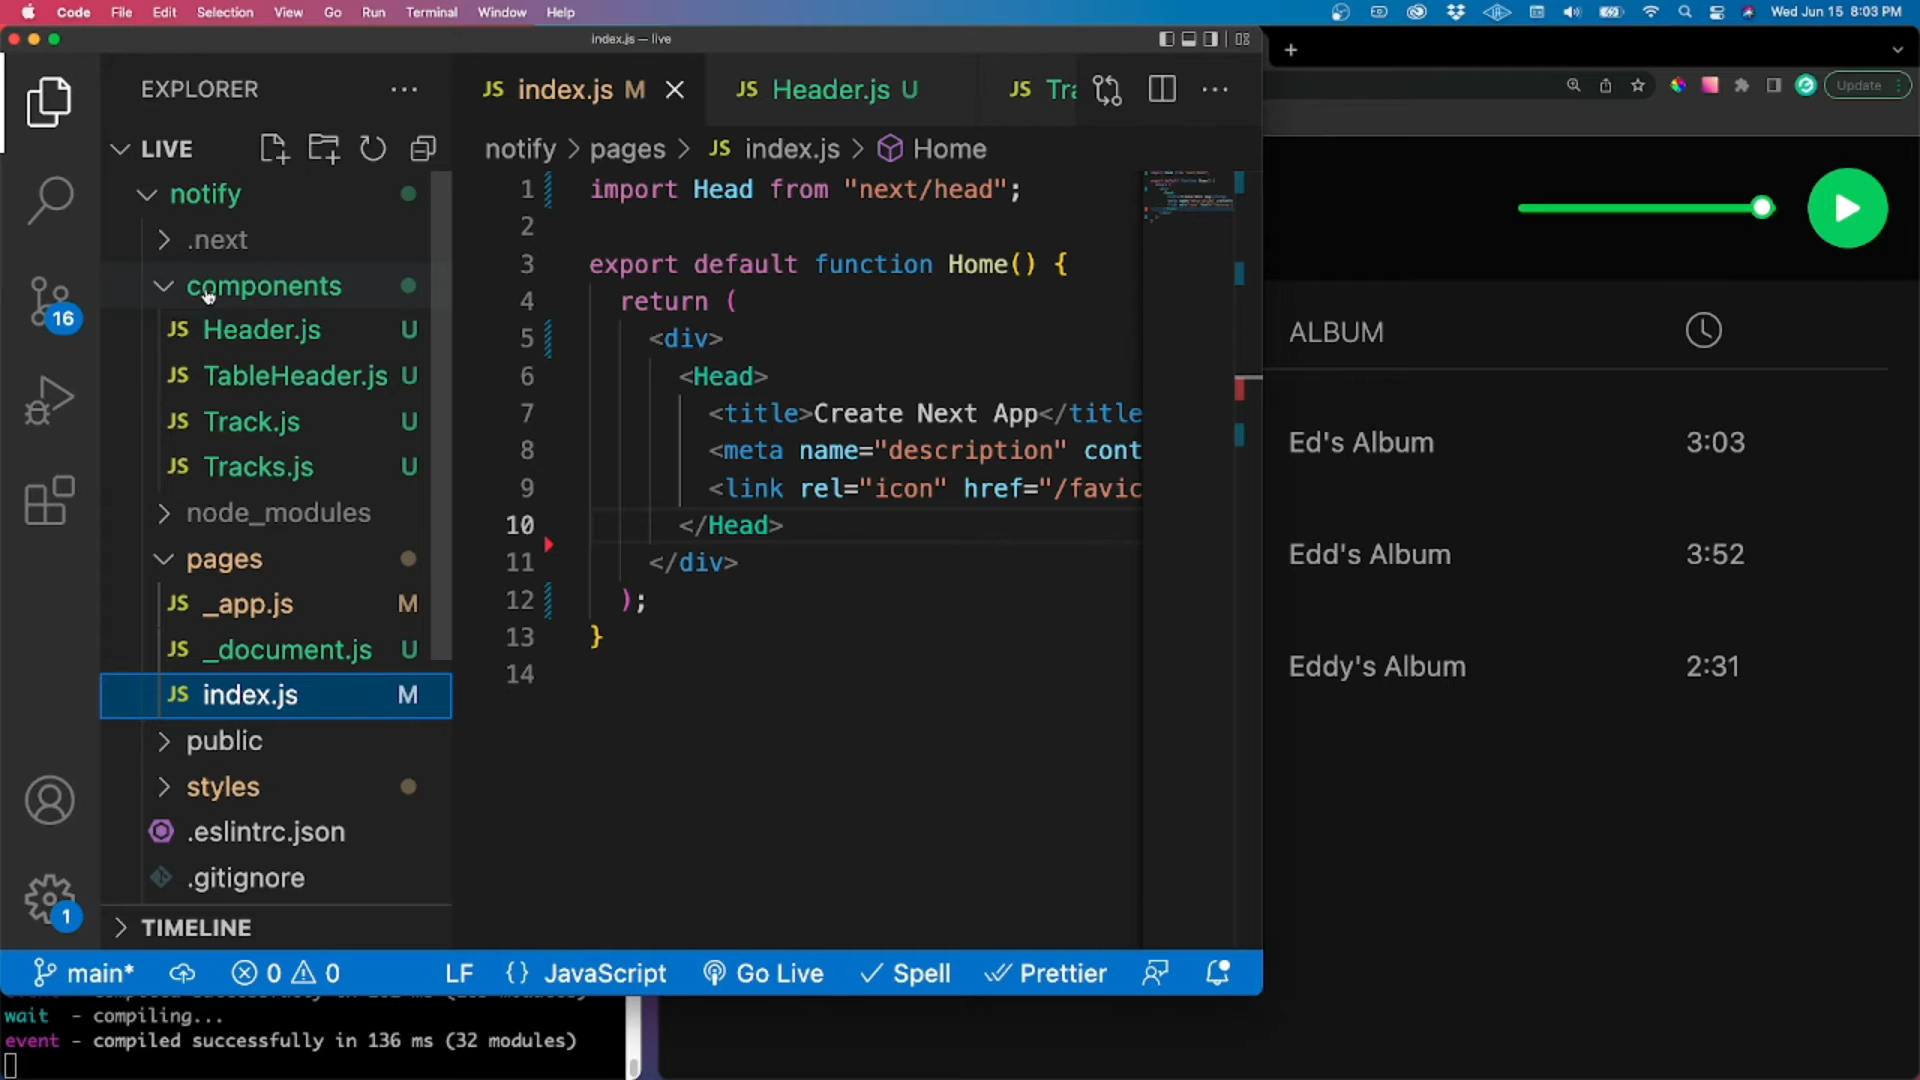 Code File Edit Selection View Go Run Terminal Window Help
Wed Jun 15 8:03 PM
index.js — live
Update
EXPLORER
LIVE
notify
.next
components
JS Header.js U
JS TableHeader.js U
JS Track.js U
JS Tracks.js U
node_modules
pages
JS _app.js M
JS _document.js U
JS index.js M
public
styles
.eslintrc.json
.gitignore
TIMELINE
16
1
JS index.js M
JS Header.js U
JS Tra
notify > pages > JS index.js > Home
1 import Head from "next/head";
2
3 export default function Home() {
4 return (
5 <div>
6 <Head>
7 <title>Create Next App</title
8 <meta name="description" cont
9 <link rel="icon" href="/favic
10 </Head>
11 </div>
12 );
13 }
14
main* 0 0 LF {} JavaScript Go Live Spell Prettier
wait - compiling...
event - compiled successfully in 136 ms (32 modules)
ALBUM
Ed's Album 3:03
Edd's Album 3:52
Eddy's Album 2:31